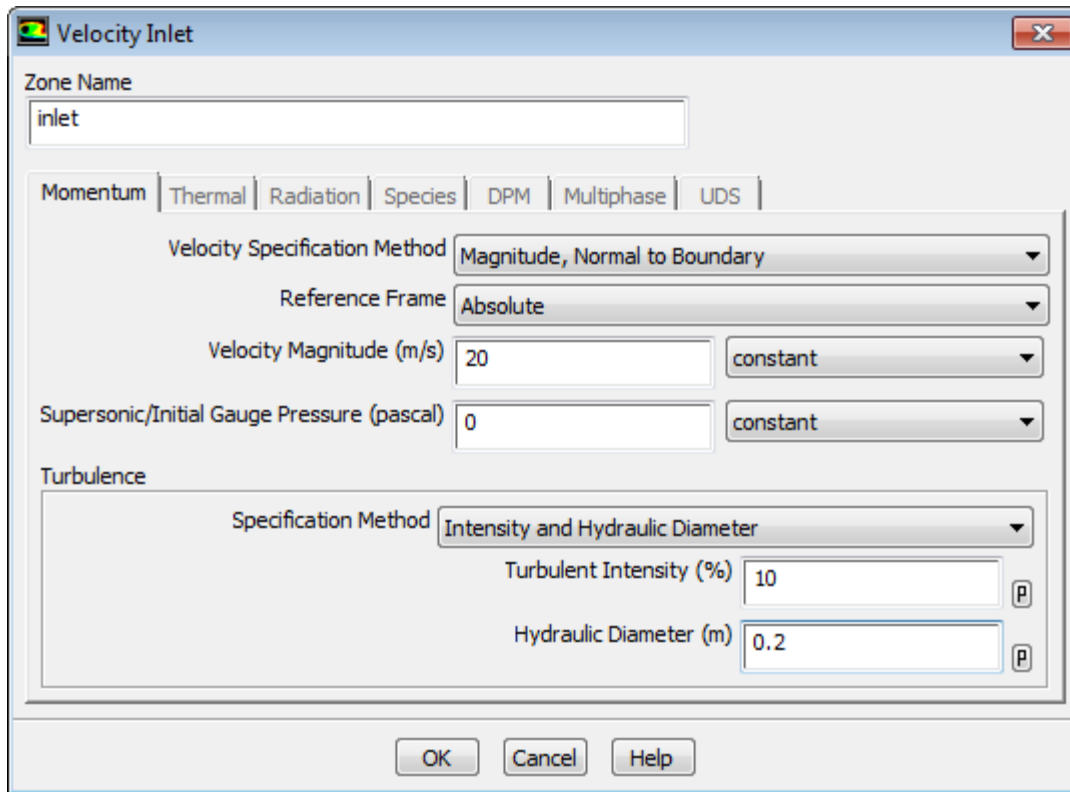 Velocity Inlet
Zone Name
inlet
Momentum Thermal Radiation Species DPM Multiphase UDS
Velocity Specification Method Magnitude, Normal to Boundary
Reference Frame Absolute
Velocity Magnitude (m/s) 20 constant
Supersonic/Initial Gauge Pressure (pascal) 0 constant
Turbulence
Specification Method Intensity and Hydraulic Diameter
Turbulent Intensity (%) 10 P
Hydraulic Diameter (m) 0.2 P
OK Cancel Help